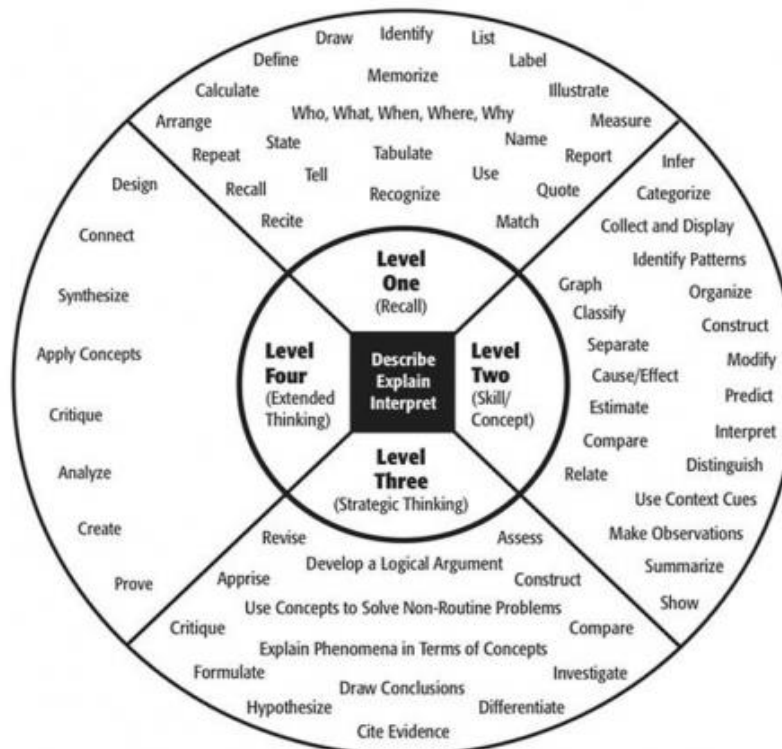 Draw
Identify
List
Define
Label
Memorize
Calculate
Illustrate
Who, What, When, Where, Why
Arrange
Measure
State
Name
Repeat
Tabulate
Report
Tell
Use
Recall
Recognize
Quote
Recite
Match
Level
One
(Recall)
Infer
Categorize
Collect and Display
Identify Patterns
Graph
Organize
Classify
Construct
Separate
Modify
Cause/Effect
Predict
Estimate
Interpret
Compare
Distinguish
Relate
Use Context Cues
Make Observations
Summarize
Show
Level
Two
(Skill/
Concept)
Describe
Explain
Interpret
Level
Three
(Strategic Thinking)
Revise
Assess
Develop a Logical Argument
Apprise
Construct
Use Concepts to Solve Non-Routine Problems
Critique
Compare
Explain Phenomena in Terms of Concepts
Formulate
Investigate
Draw Conclusions
Hypothesize
Differentiate
Cite Evidence
Level
Four
(Extended
Thinking)
Design
Connect
Synthesize
Apply Concepts
Critique
Analyze
Create
Prove